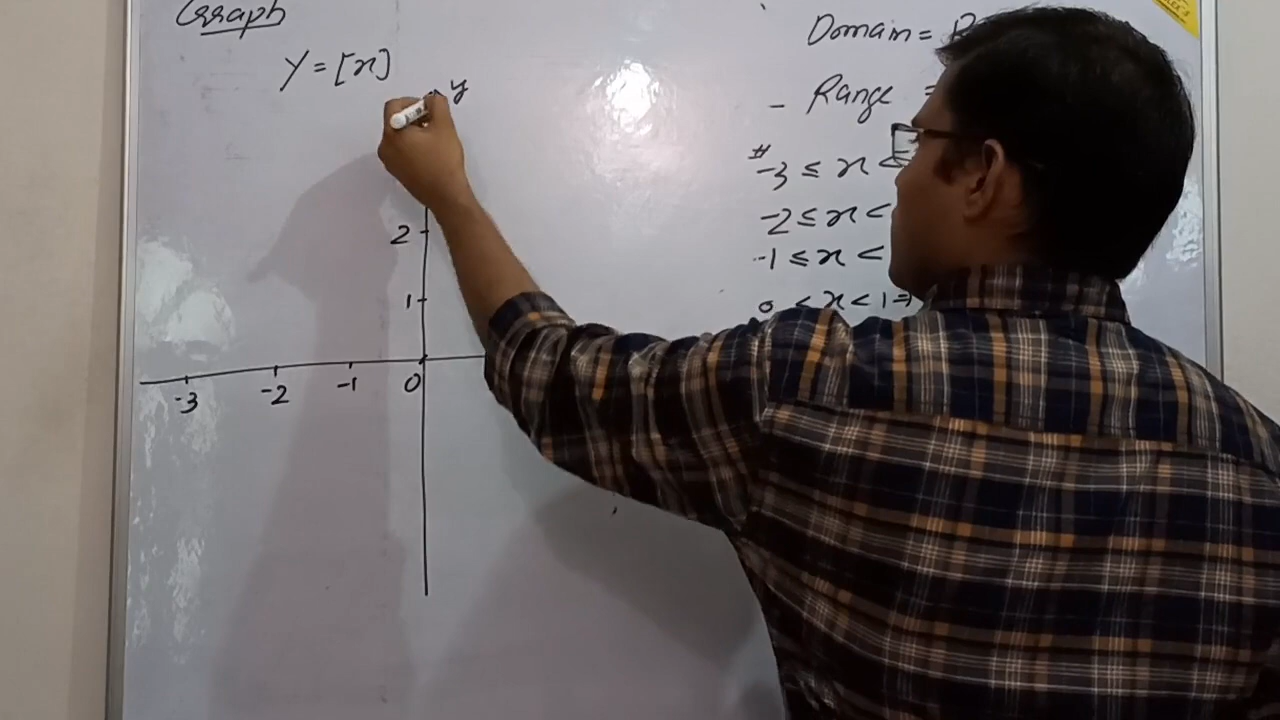 Graph
Y = [x]
y
2
1
-3 -2 -1 0
Domain =
- Range =
# -3 ≤ x <
-2 ≤ x <
-1 ≤ x <
0 < x < 1 ⇒